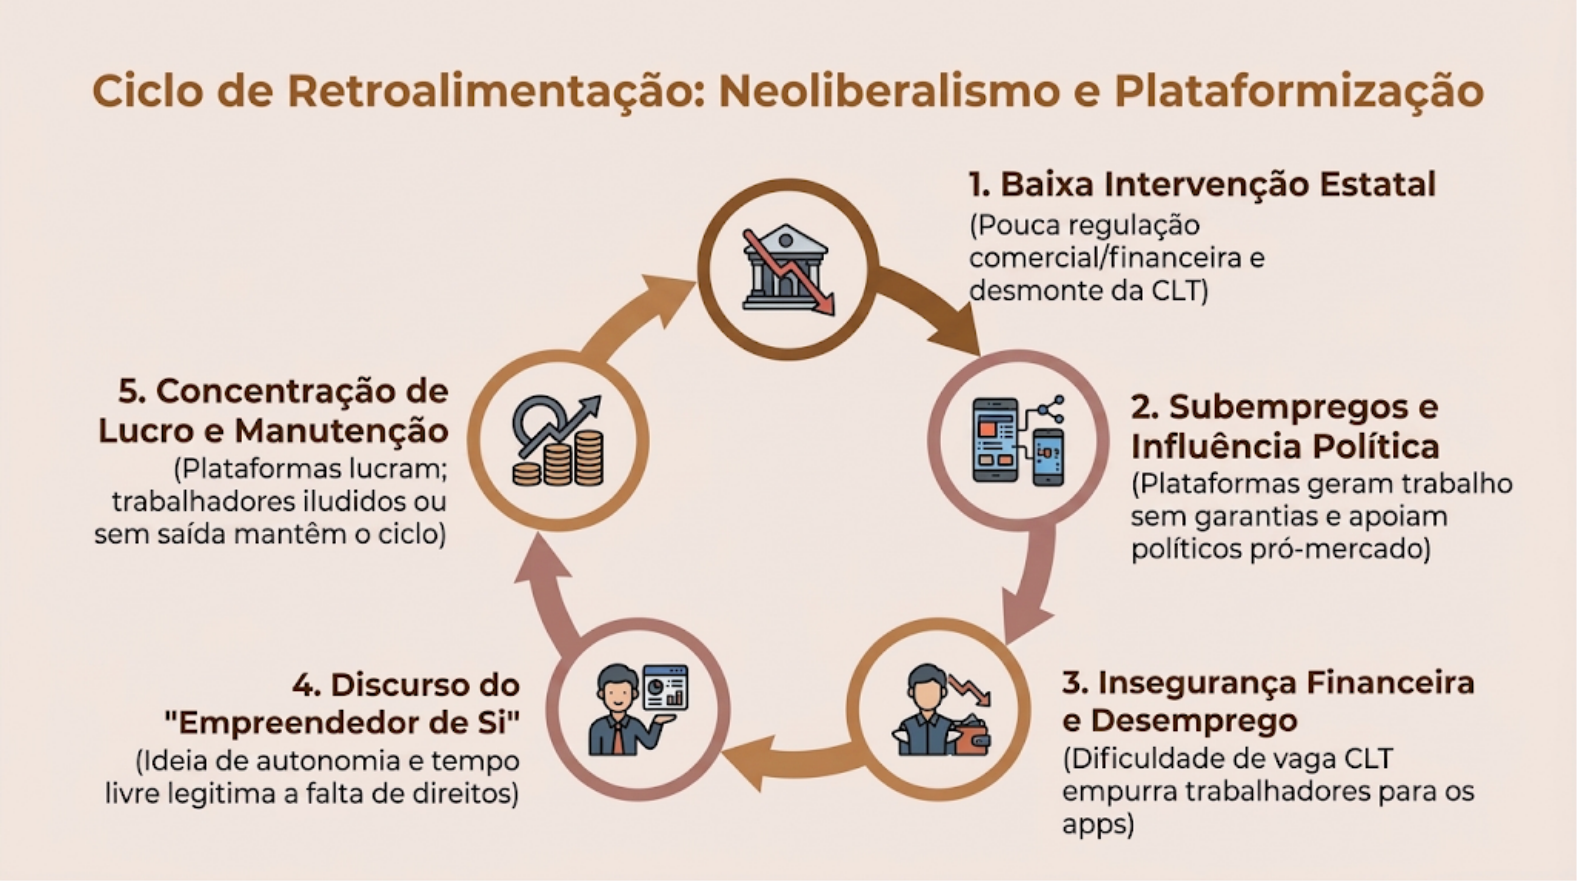 Ciclo de Retroalimentação: Neoliberalismo e Plataformização
1. Baixa Intervenção Estatal
(Pouca regulação
comercial/financeira e
desmonte da CLT)
2. Subempregos e
Influência Política
(Plataformas geram trabalho
sem garantias e apoiam
políticos pró-mercado)
3. Insegurança Financeira
e Desemprego
(Dificuldade de vaga CLT
empurra trabalhadores para os
apps)
4. Discurso do
"Empreendedor de Si"
(Ideia de autonomia e tempo
livre legitima a falta de direitos)
5. Concentração de
Lucro e Manutenção
(Plataformas lucram;
trabalhadores iludidos ou
sem saída mantêm o ciclo)